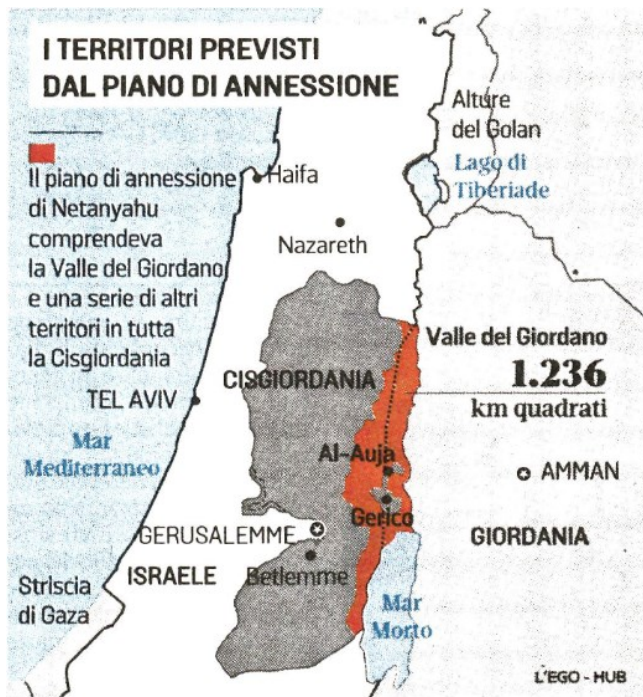 I TERRITORI PREVISTI
DAL PIANO DI ANNESSIONE
Il piano di annessione
di Netanyahu
comprendeva
la Valle del Giordano
e una serie di altri
territori in tutta
la Cisgiordania
Haifa
Nazareth
Alture
del Golan
Lago di
Tiberiade
Valle del Giordano
1.236
km quadrati
CISGIORDANIA
TEL AVIV
Mar
Mediterraneo
Al-Auja
AMMAN
Gerico
GERUSALEMME
GIORDANIA
ISRAELE
Betlemme
Striscia
di Gaza
Mar
Morto
L'EGO - HUB